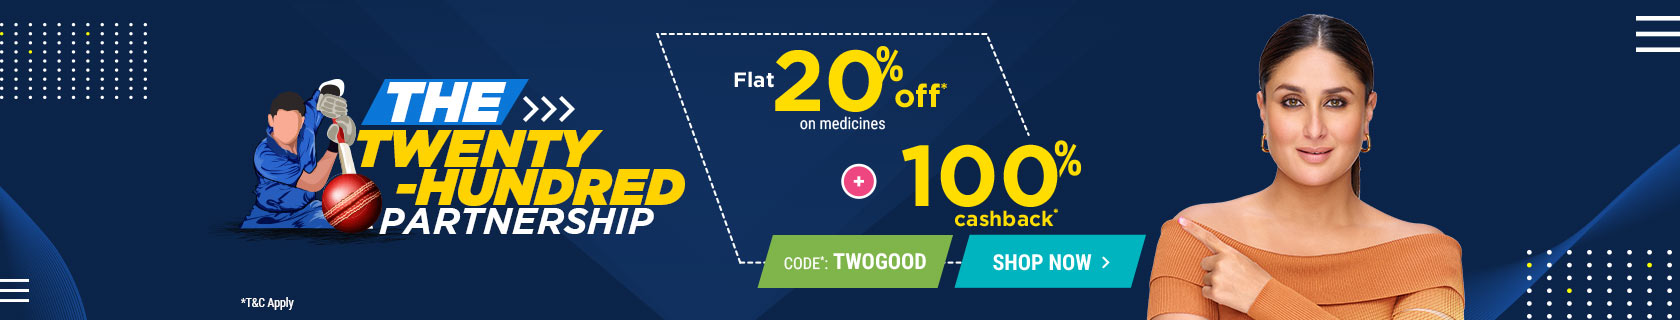 THE
TWENTY
-HUNDRED
PARTNERSHIP
*T&C Apply
Flat 20% off*
on medicines
+
100%
cashback*
CODE*: TWOGOOD
SHOP NOW >